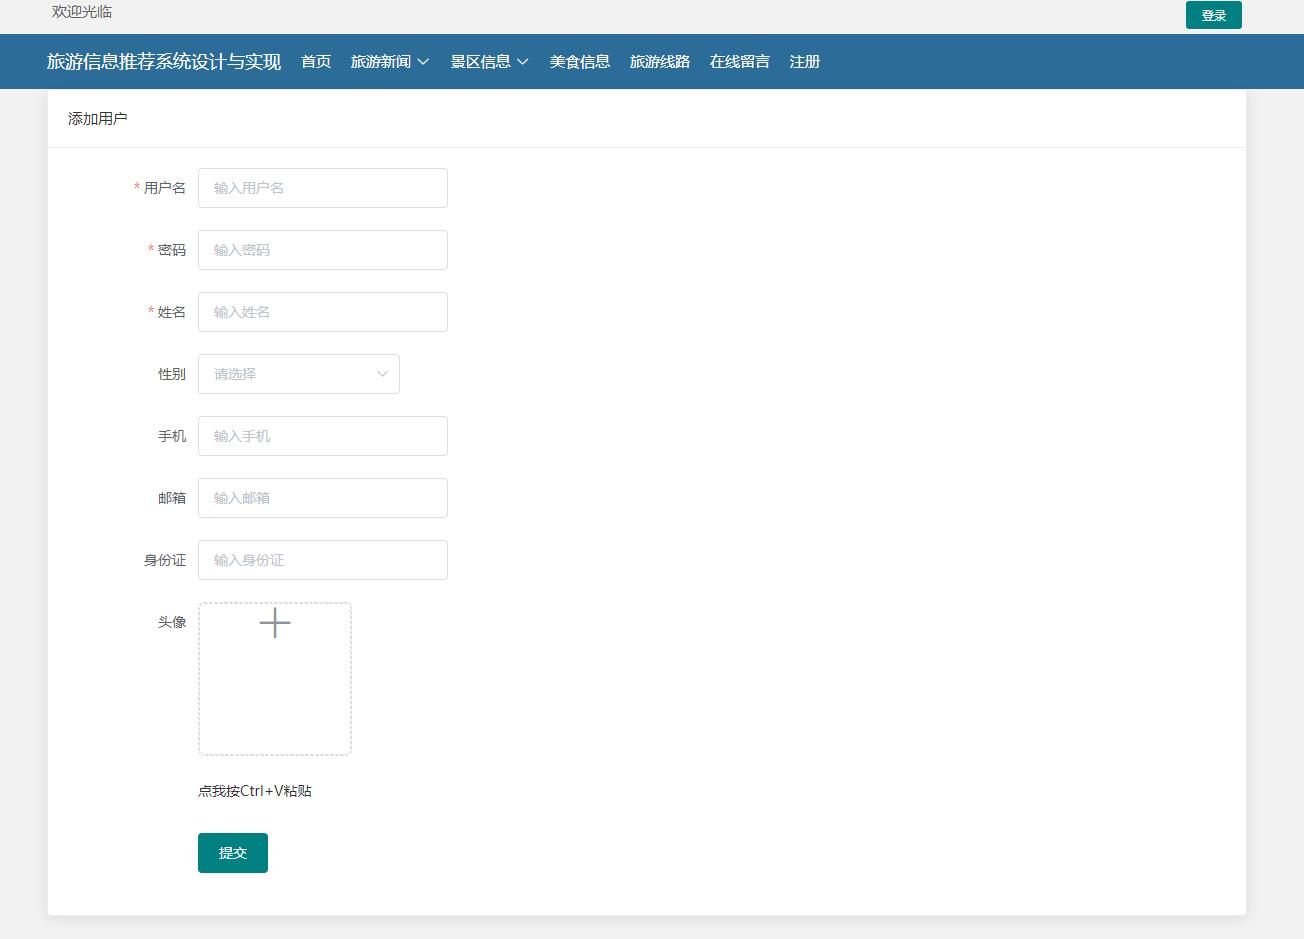 欢迎光临
登录
旅游信息推荐系统设计与实现 首页 旅游新闻 景区信息 美食信息 旅游线路 在线留言 注册
添加用户
* 用户名 输入用户名
* 密码 输入密码
* 姓名 输入姓名
性别 请选择
手机 输入手机
邮箱 输入邮箱
身份证 输入身份证
头像
点我按Ctrl+V粘贴
提交